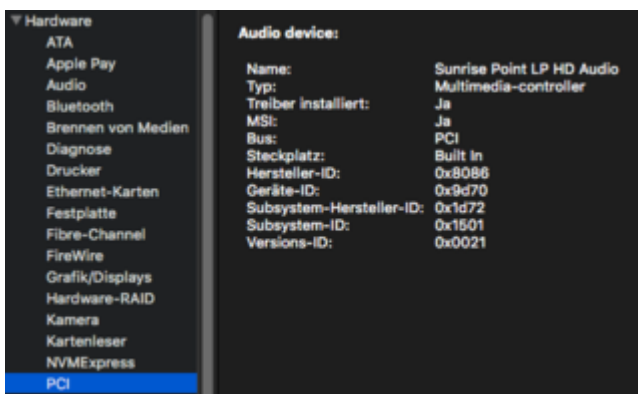 Hardware
ATA
Apple Pay
Audio
Bluetooth
Brennen von Medien
Diagnose
Drucker
Ethernet-Karten
Festplatte
Fibre-Channel
FireWire
Grafik/Displays
Hardware-RAID
Kamera
Kartenleser
NVMExpress
PCI
Audio device:
Name: Sunrise Point LP HD Audio
Typ: Multimedia-controller
Treiber installiert: Ja
MSI: Ja
Bus: PCI
Steckplatz: Built In
Hersteller-ID: 0x8086
Geräte-ID: 0x9d70
Subsystem-Hersteller-ID: 0x1d72
Subsystem-ID: 0x1501
Versions-ID: 0x0021